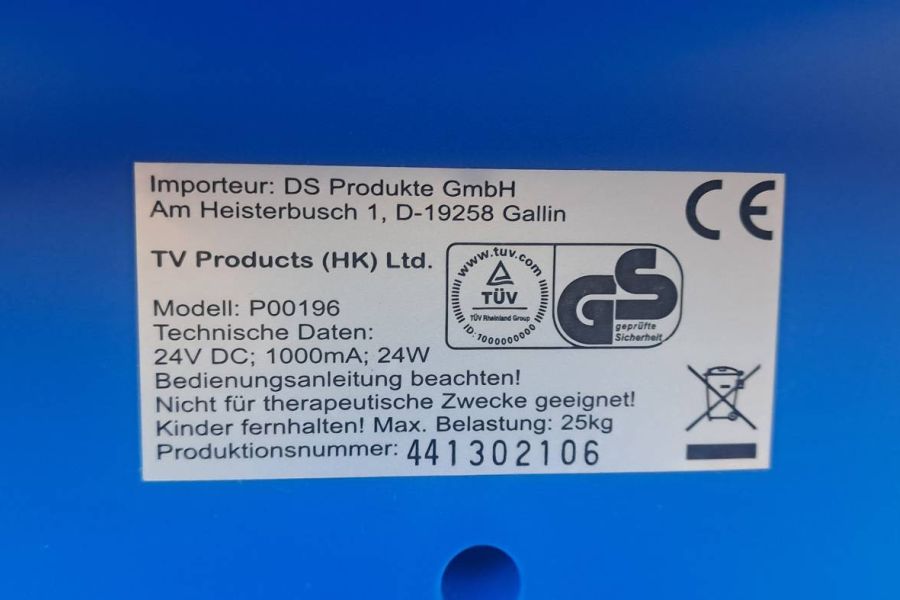 Importeur: DS Produkte GmbH
Am Heisterbusch 1, D-19258 Gallin
CE
TV Products (HK) Ltd.
www.tuv.com
TÜV
TÜV Rheinland Group
ID: 1000000000
GS
geprüfte
Sicherheit
Modell: P00196
Technische Daten:
24V DC; 1000mA; 24W
Bedienungsanleitung beachten!
Nicht für therapeutische Zwecke geeignet!
Kinder fernhalten! Max. Belastung: 25kg
Produktionsnummer: 441302106